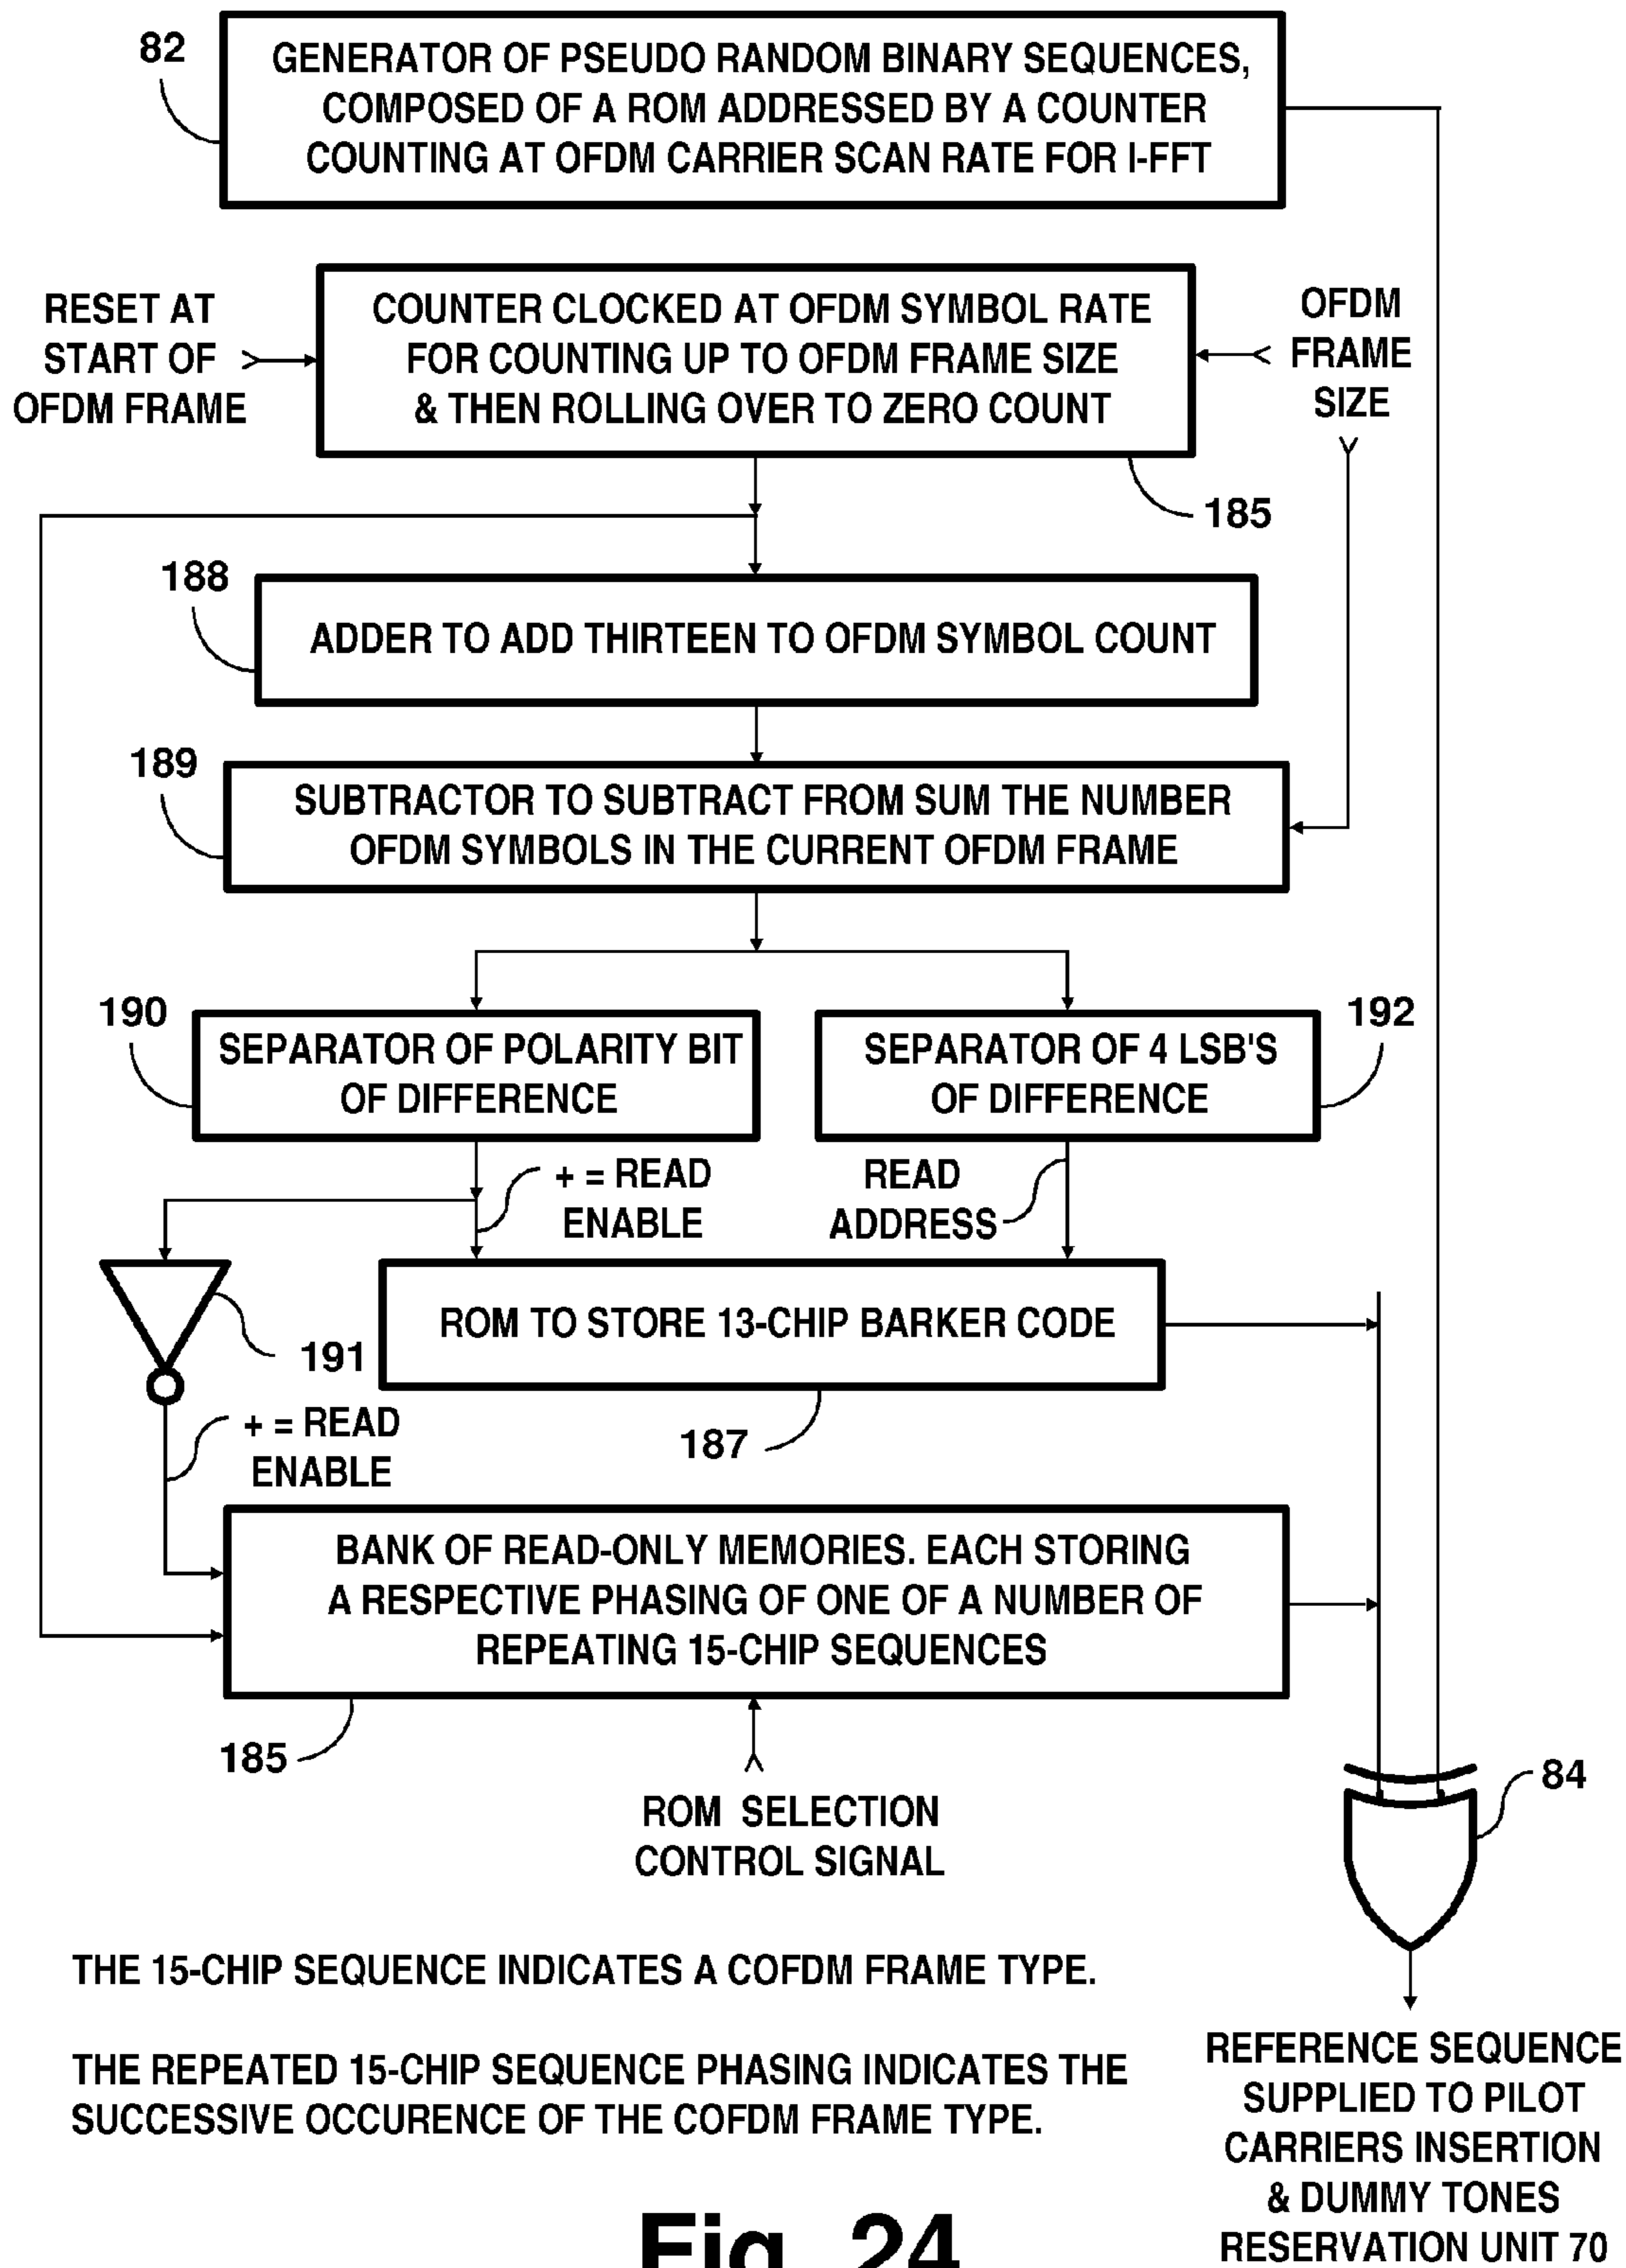 82
GENERATOR OF PSEUDO RANDOM BINARY SEQUENCES,
COMPOSED OF A ROM ADDRESSED BY A COUNTER
COUNTING AT OFDM CARRIER SCAN RATE FOR I-FFT
RESET AT
START OF
OFDM FRAME
COUNTER CLOCKED AT OFDM SYMBOL RATE
FOR COUNTING UP TO OFDM FRAME SIZE
& THEN ROLLING OVER TO ZERO COUNT
OFDM
FRAME
SIZE
185
188
ADDER TO ADD THIRTEEN TO OFDM SYMBOL COUNT
189
SUBTRACTOR TO SUBTRACT FROM SUM THE NUMBER
OFDM SYMBOLS IN THE CURRENT OFDM FRAME
190
SEPARATOR OF POLARITY BIT
OF DIFFERENCE
SEPARATOR OF 4 LSB'S
OF DIFFERENCE
192
+ = READ
ENABLE
READ
ADDRESS
191
ROM TO STORE 13-CHIP BARKER CODE
187
+ = READ
ENABLE
BANK OF READ-ONLY MEMORIES. EACH STORING
A RESPECTIVE PHASING OF ONE OF A NUMBER OF
REPEATING 15-CHIP SEQUENCES
185
ROM SELECTION
CONTROL SIGNAL
84
THE 15-CHIP SEQUENCE INDICATES A COFDM FRAME TYPE.
THE REPEATED 15-CHIP SEQUENCE PHASING INDICATES THE
SUCCESSIVE OCCURENCE OF THE COFDM FRAME TYPE.
REFERENCE SEQUENCE
SUPPLIED TO PILOT
CARRIERS INSERTION
& DUMMY TONES
RESERVATION UNIT 70
Fig. 24